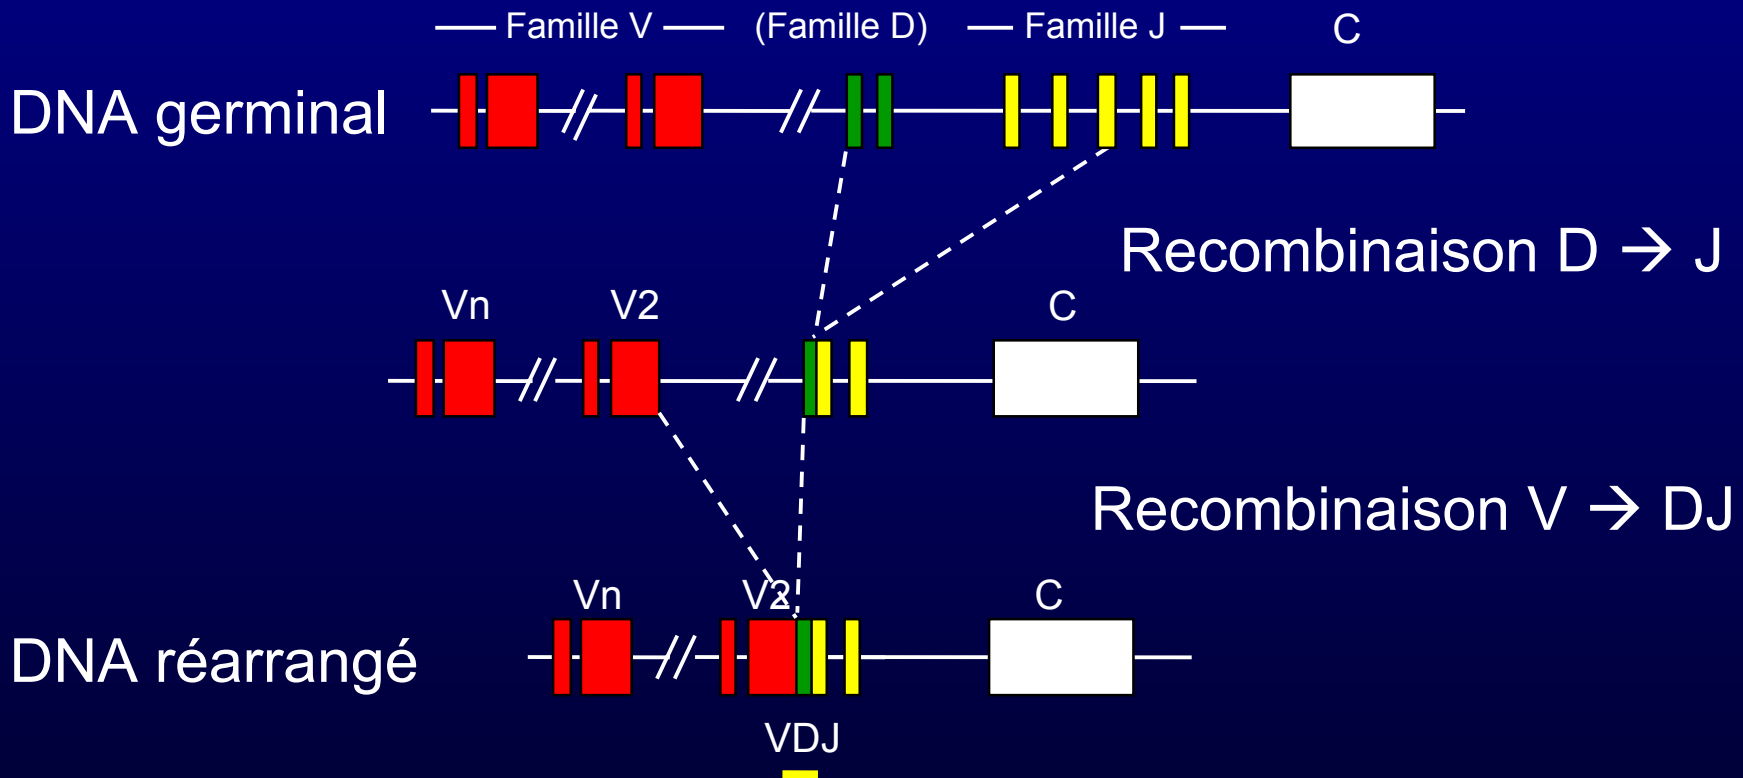 Famille V (Famille D) Famille J C
DNA germinal
Recombinaison D → J
Vn V2 C
Recombinaison V → DJ
Vn V2 C
DNA réarrangé
VDJ